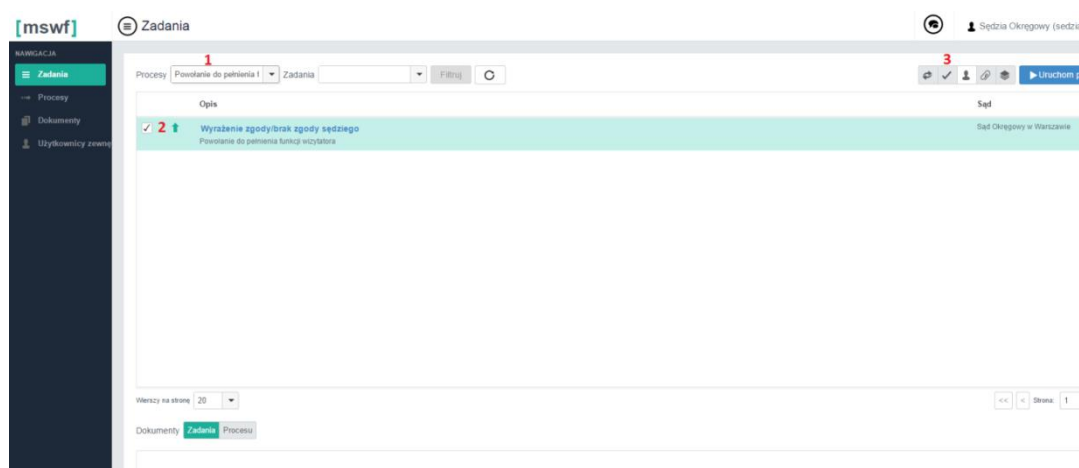 [mswf]
Zadania
Sędzia Okręgowy (sedzia
NAWIGACJA
Zadania
Procesy
Dokumenty
Użytkownicy zewnę
1
3
Procesy Powołanie do pełnienia f Zadania Filtruj Uruchom p
Opis Sąd
2 Wyrażenie zgody/brak zgody sędziego Sąd Okręgowy w Warszawie
Powołanie do pełnienia funkcji wizytatora
Wierszy na stronę 20 << < Strona: 1
Dokumenty Zadania Procesu